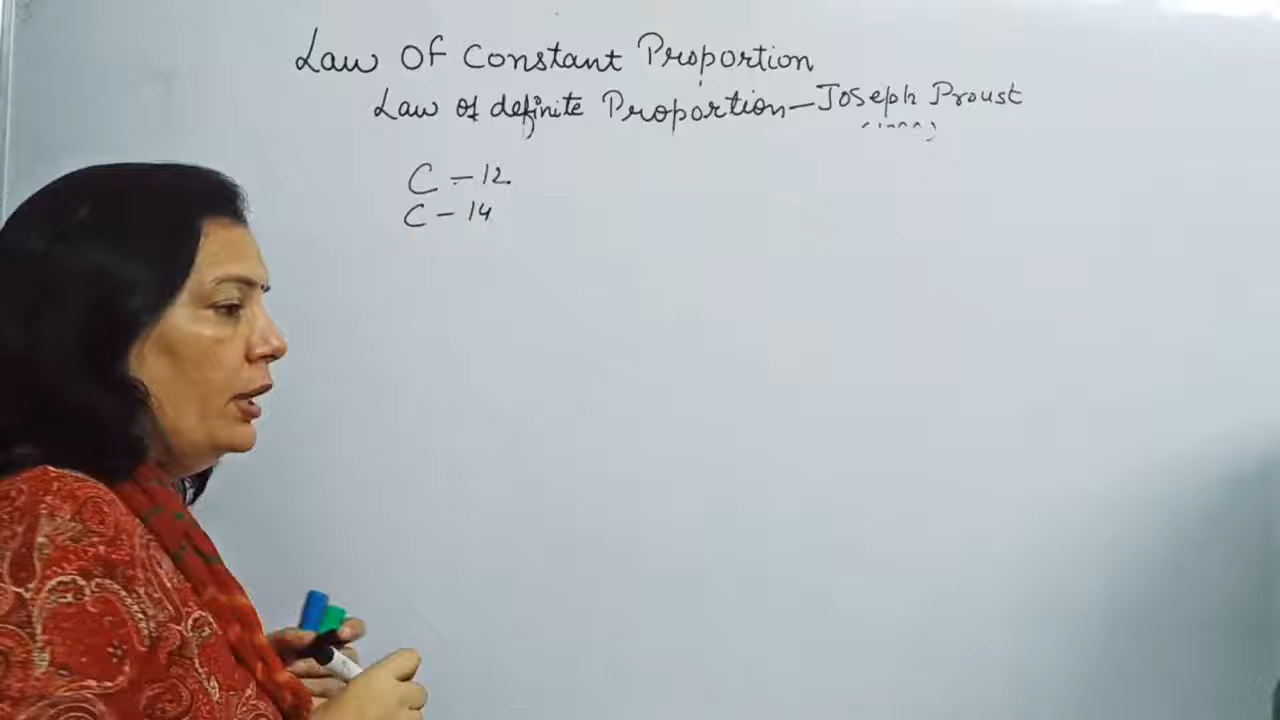 Law Of Constant Proportion
Law of definite Proportion—Joseph Proust
C – 12
C – 14